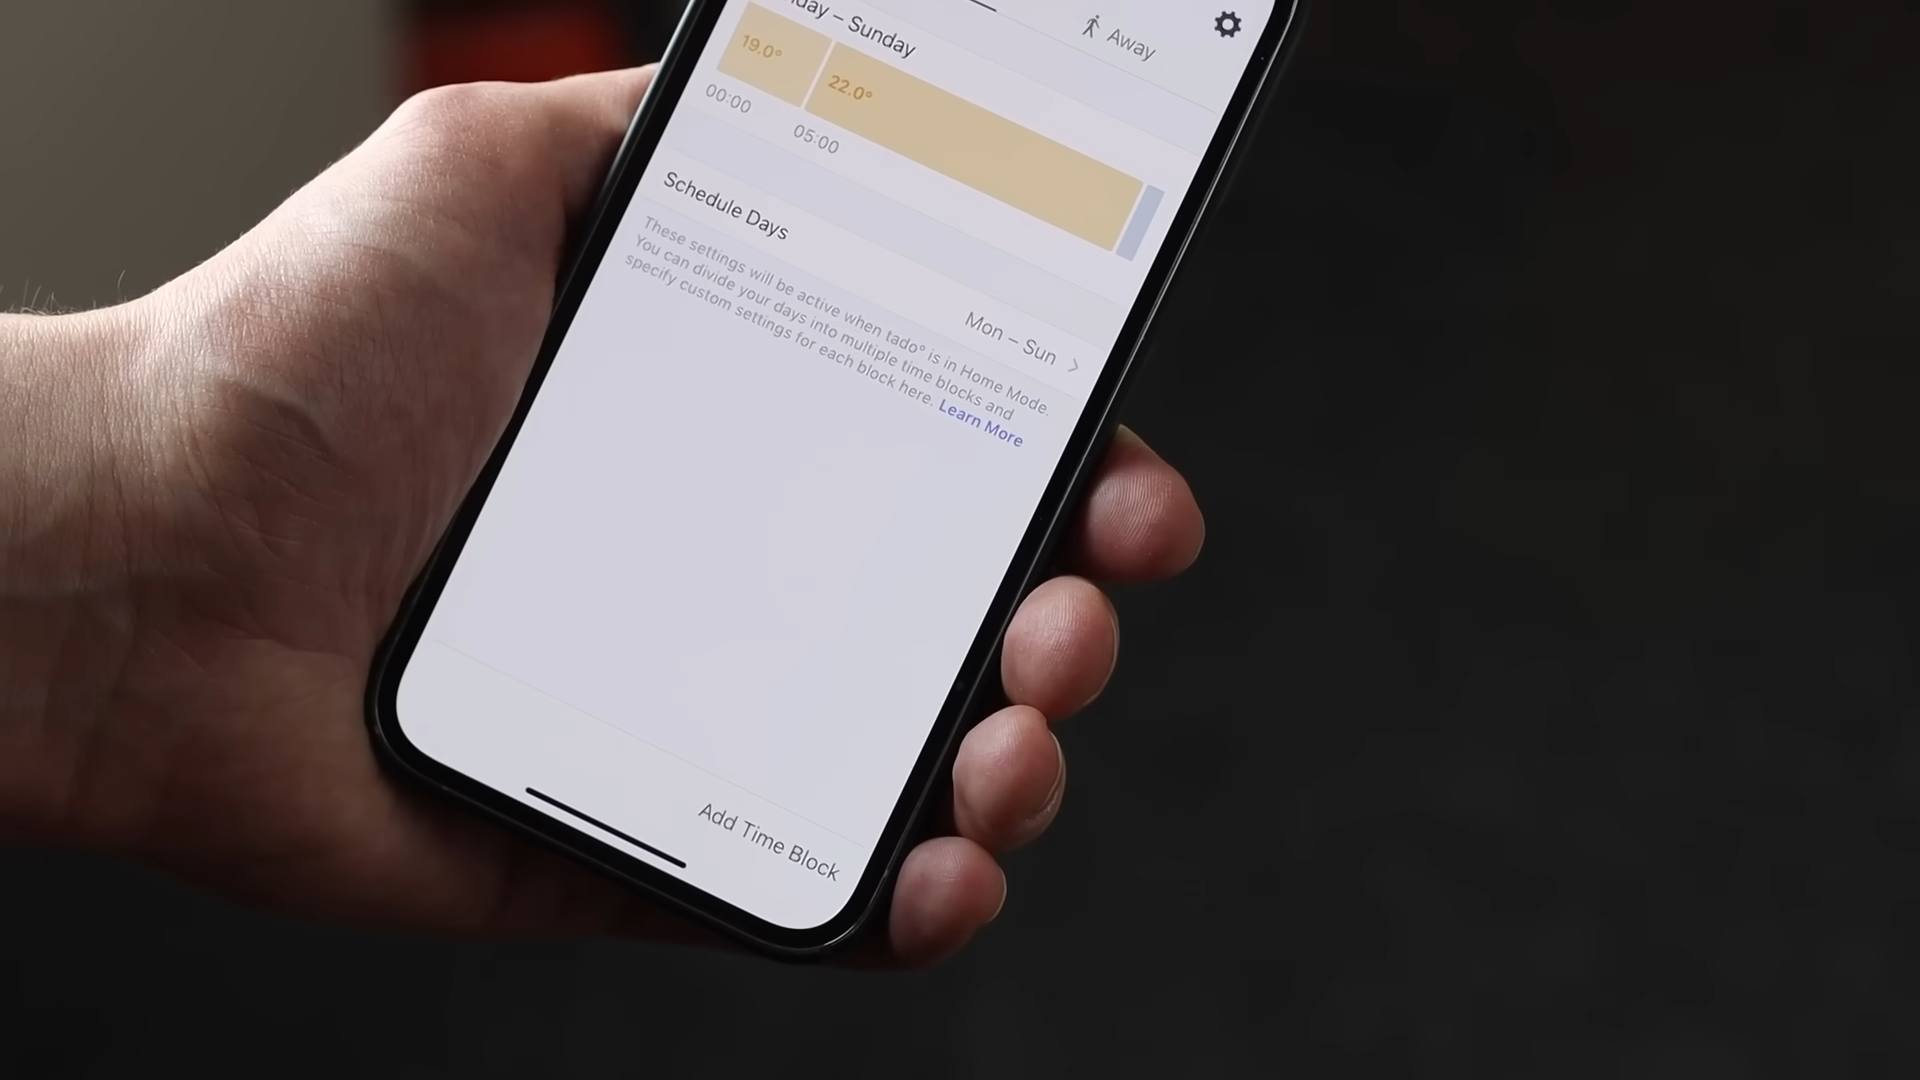 Away
day – Sunday
19.0°
22.0°
00:00
05:00
Schedule Days
Mon – Sun
These settings will be active when tado° is in Home Mode.
You can divide your days into multiple time blocks and
specify custom settings for each block here. Learn More
Add Time Block